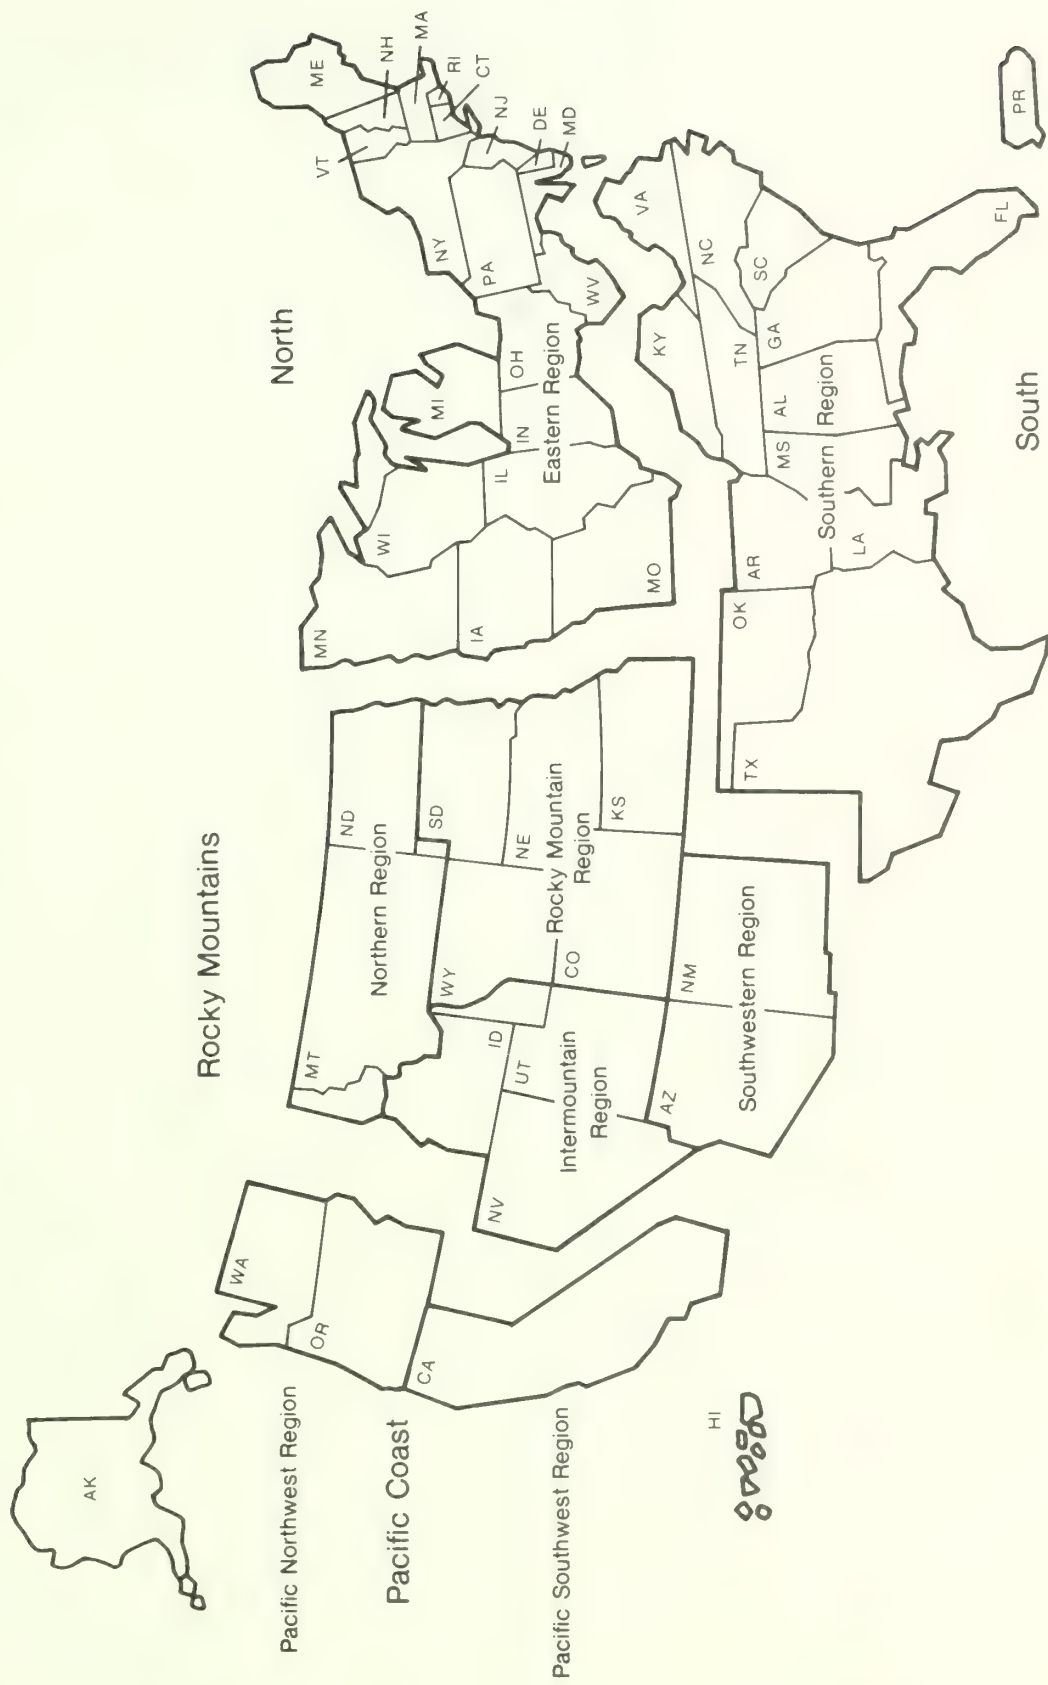 AK
Pacific Northwest Region
Pacific Coast
Pacific Southwest Region
HI
WA
OR
CA
Rocky Mountains
MT
ND
Northern Region
ID
WY
SD
NE
Rocky Mountain
Region
CO
KS
NV
UT
Intermountain
Region
AZ
NM
Southwestern Region
North
MN
WI
MI
IA
IL
IN
OH
Eastern Region
MO
NY
PA
WV
VT
ME
NH
MA
RI
CT
NJ
DE
MD
South
TX
OK
AR
LA
MS
AL
Southern Region
GA
TN
KY
VA
NC
SC
FL
PR